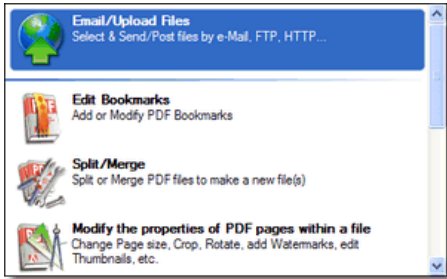 Email/Upload Files
Select & Send/Post files by e-Mail, FTP, HTTP...
Edit Bookmarks
Add or Modify PDF Bookmarks
Split/Merge
Split or Merge PDF files to make a new file(s)
Modify the properties of PDF pages within a file
Change Page size, Crop, Rotate, add Watermarks, edit
Thumbnails, etc.